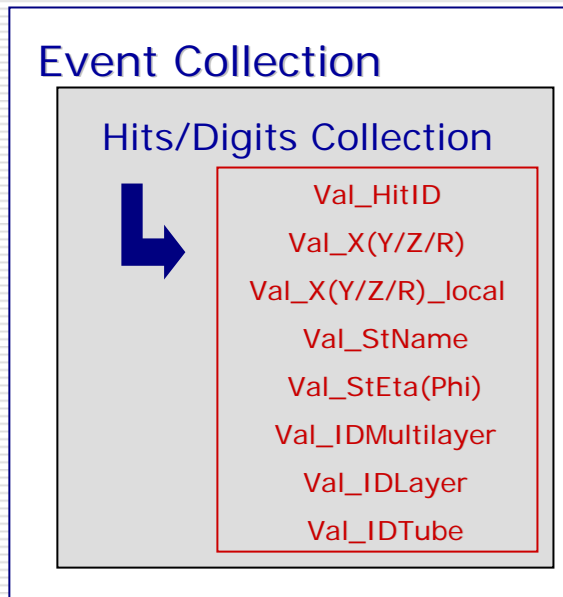 Event Collection
Hits/Digits Collection
Val_HitID
Val_X(Y/Z/R)
Val_X(Y/Z/R)_local
Val_StName
Val_StEta(Phi)
Val_IDMultilayer
Val_IDLayer
Val_IDTube